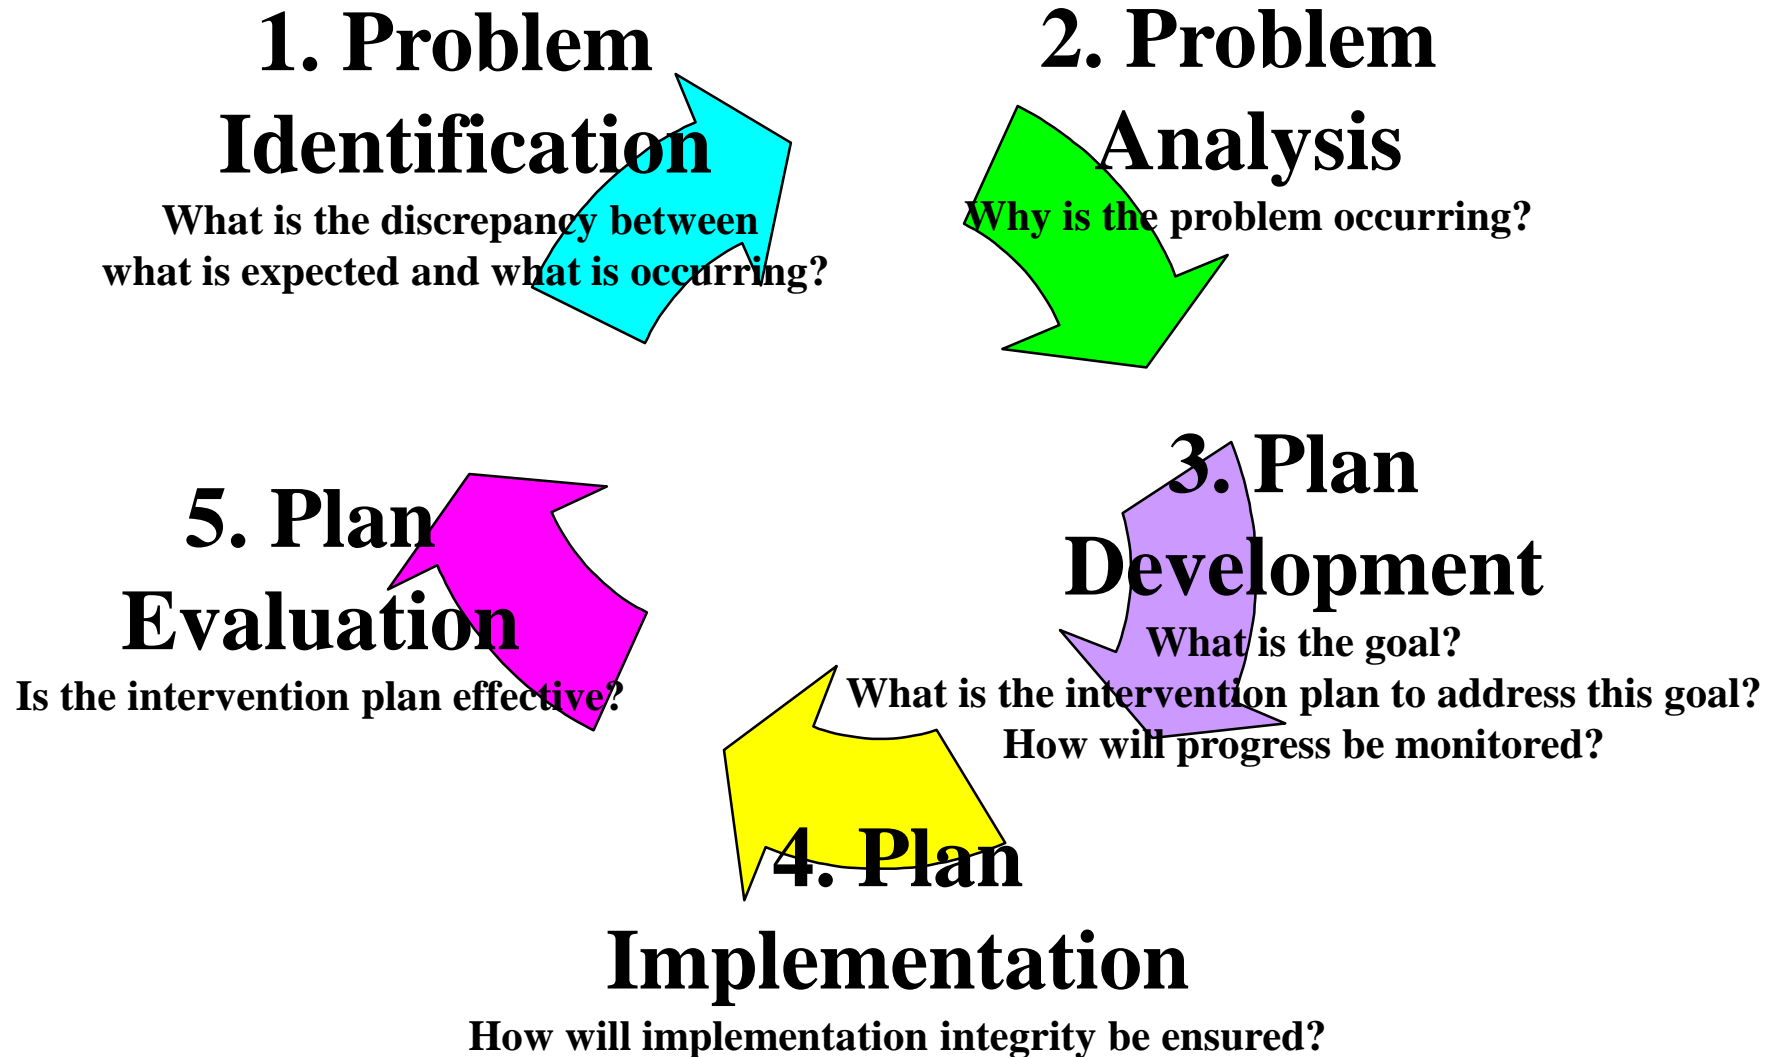 1. Problem
Identification
What is the discrepancy between
what is expected and what is occurring?
2. Problem
Analysis
Why is the problem occurring?
3. Plan
Development
What is the goal?
What is the intervention plan to address this goal?
How will progress be monitored?
4. Plan
Implementation
How will implementation integrity be ensured?
5. Plan
Evaluation
Is the intervention plan effective?